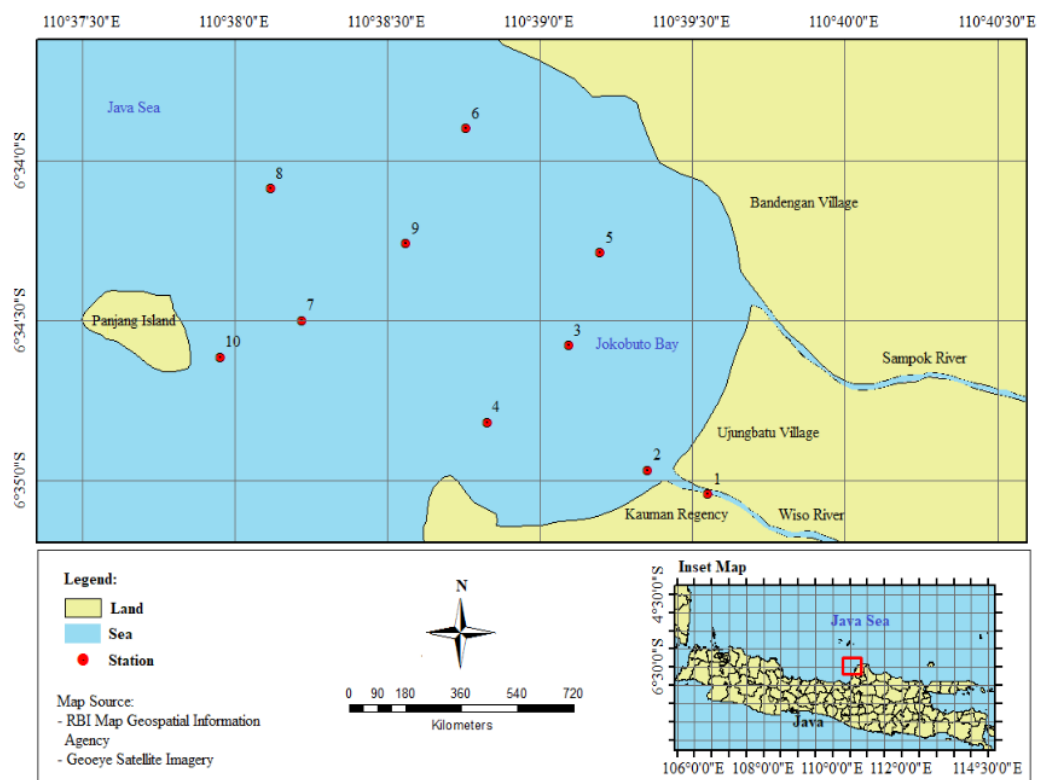 110°37'30"E 110°38'0"E 110°38'30"E 110°39'0"E 110°39'30"E 110°40'0"E 110°40'30"E
Java Sea
6
6°34'0"S
8
Bandengan Village
9
5
6°34'30"S
Panjang Island
7
10
3
Jokobuto Bay
Sampok River
4
Ujungbatu Village
6°35'0"S
2
1
Kauman Regency
Wiso River
Legend:
Land
Sea
Station
Map Source:
- RBI Map Geospatial Information
Agency
- Geoeye Satellite Imagery
N
0 90 180 360 540 720
Kilometers
Inset Map
4°30'0"S
Java Sea
6°30'0"S
Java
106°0'0"E 108°0'0"E 110°0'0"E 112°0'0"E 114°30'0"E